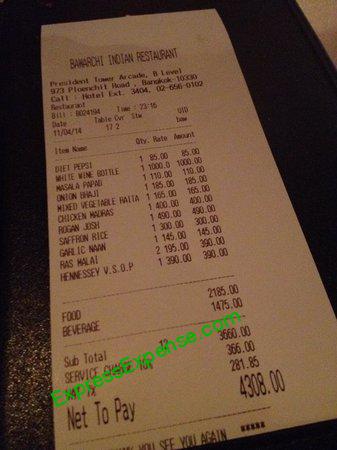 BAWARCHI INDIAN RESTAURANT
President Tower Arcade, B Level
973 Ploenchit Road , Bangkok-10330
Call : Hotel Ext. 3404, 02-656-0102
Restaurant
Bill : B024194 Time : 23:16
Date Table Cvr Stw UID
11/04/14 17 2 baw
Item Name Qty. Rate Amount
DIET PEPSI 1 85.00 85.00
WHITE WINE BOTTLE 1 1000.0 1000.00
MASALA PAPAD 1 110.00 110.00
ONION BHAJI 1 185.00 185.00
MIXED VEGETABLE RAITA 1 165.00 165.00
CHICKEN MADRAS 1 400.00 400.00
ROGAN JOSH 1 490.00 490.00
SAFFRON RICE 1 300.00 300.00
GARLIC NAAN 1 145.00 145.00
RAS MALAI 2 195.00 390.00
HENNESSEY V.S.O.P 1 390.00 390.00
FOOD 2185.00
BEVERAGE 1475.00
Sub Total 12 3660.00
SERVICE CHARGE 10% 366.00
281.85
Net To Pay 4308.00
YOU SEE YOU AGAIN *****
ExpressExpense.com